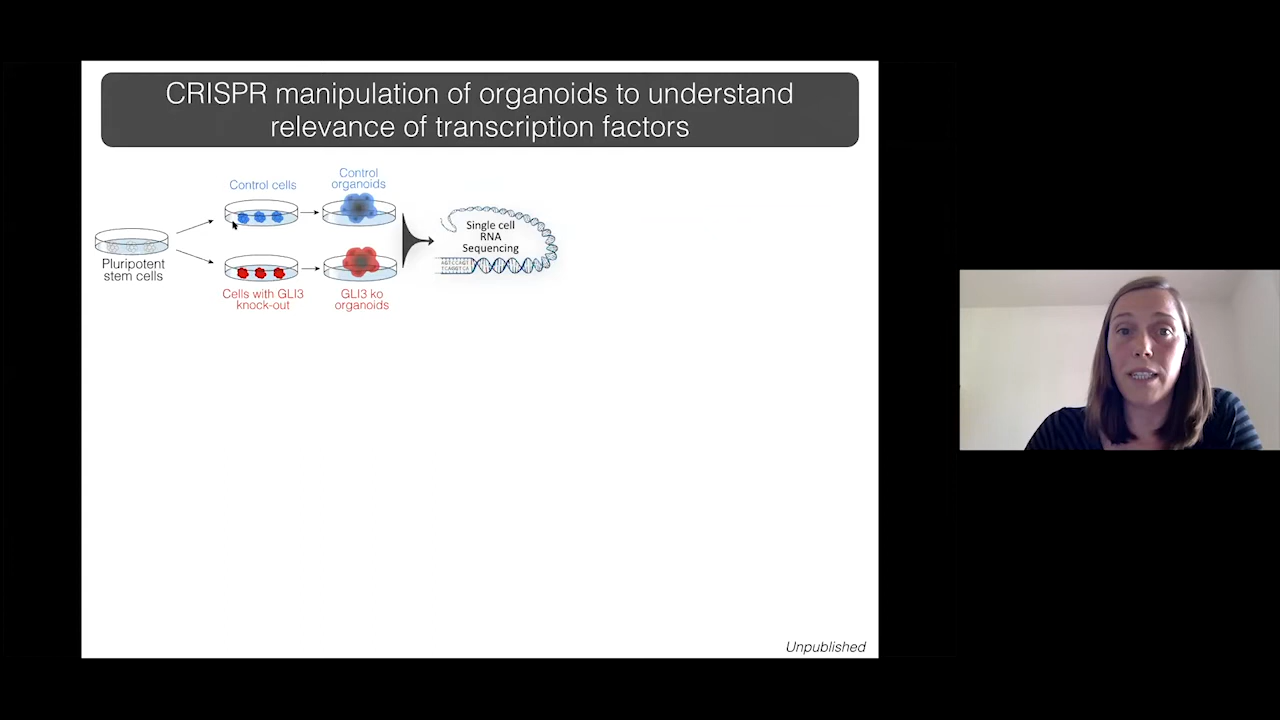 CRISPR manipulation of organoids to understand
relevance of transcription factors
Control cells
Control
organoids
Pluripotent
stem cells
Cells with GLI3
knock-out
GLI3 ko
organoids
Single cell
RNA
Sequencing
Unpublished